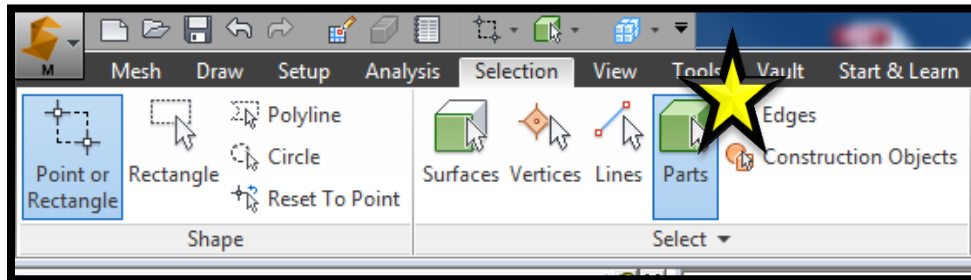 M Mesh Draw Setup Analysis Selection View Tools Vault Start & Learn
Point or Rectangle
Rectangle
Polyline
Circle
Reset To Point
Shape
Surfaces Vertices Lines Parts
Edges
Construction Objects
Select